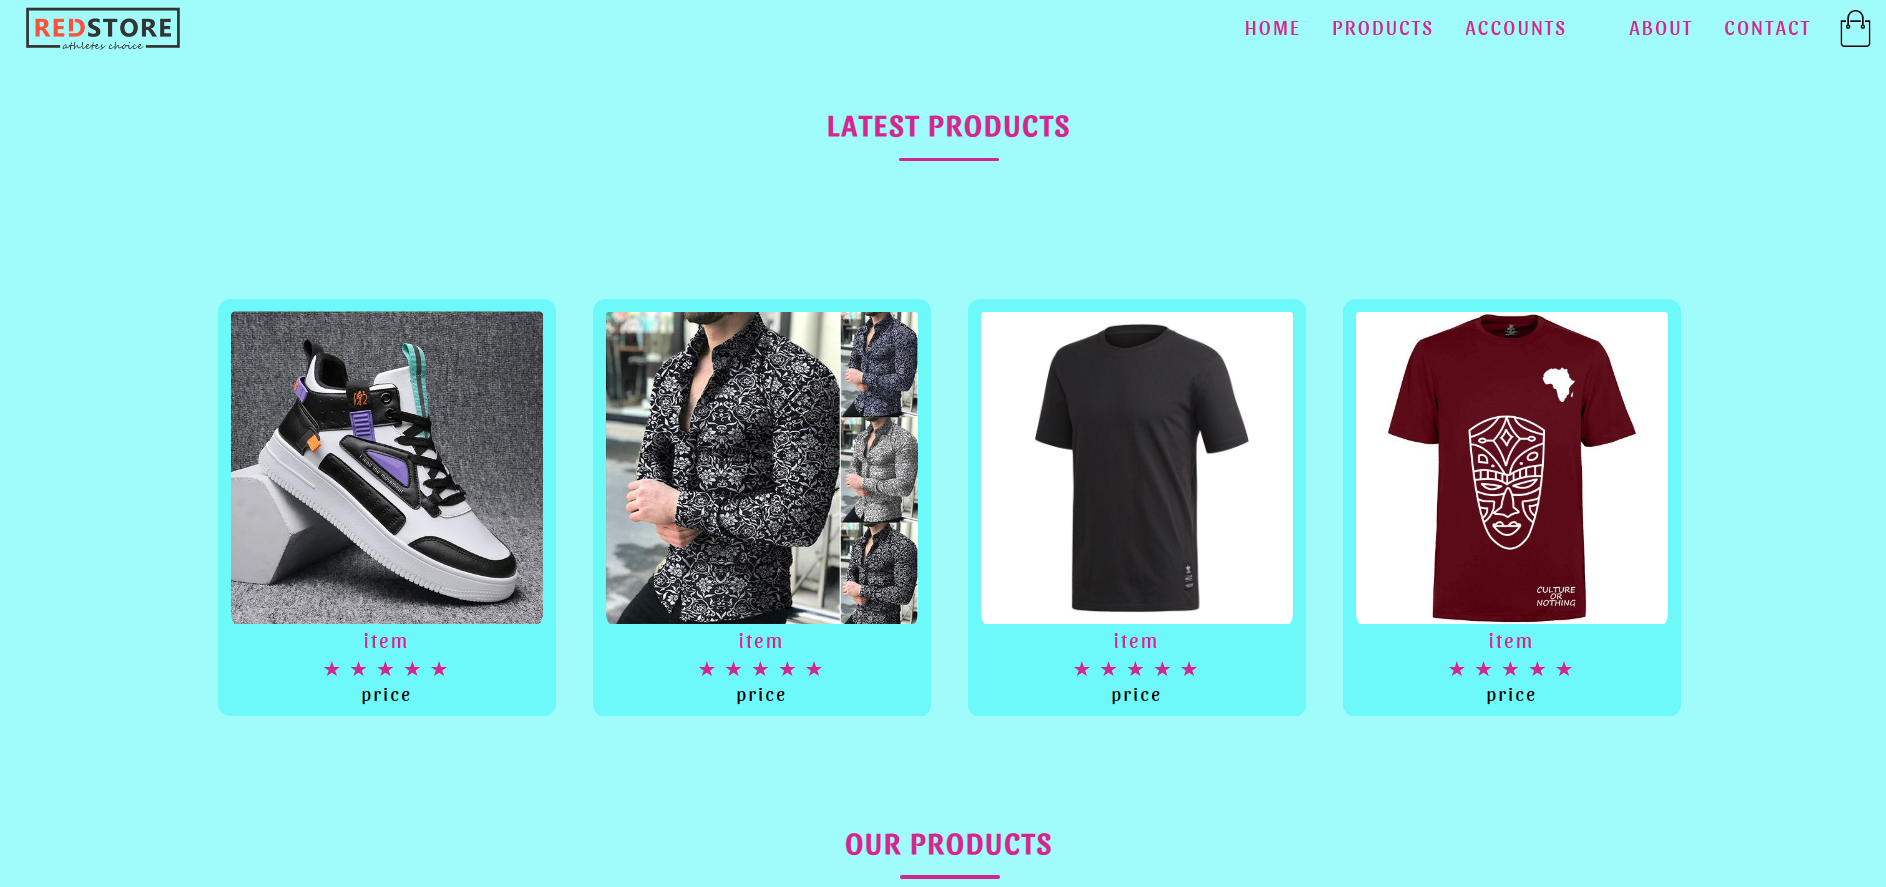 REDSTORE
athletes choice
HOME PRODUCTS ACCOUNTS ABOUT CONTACT
LATEST PRODUCTS
CULTURE
OR
NOTHING
item item item item
★ ★ ★ ★ ★ ★ ★ ★ ★ ★ ★ ★ ★ ★ ★ ★ ★ ★ ★ ★
price price price price
OUR PRODUCTS